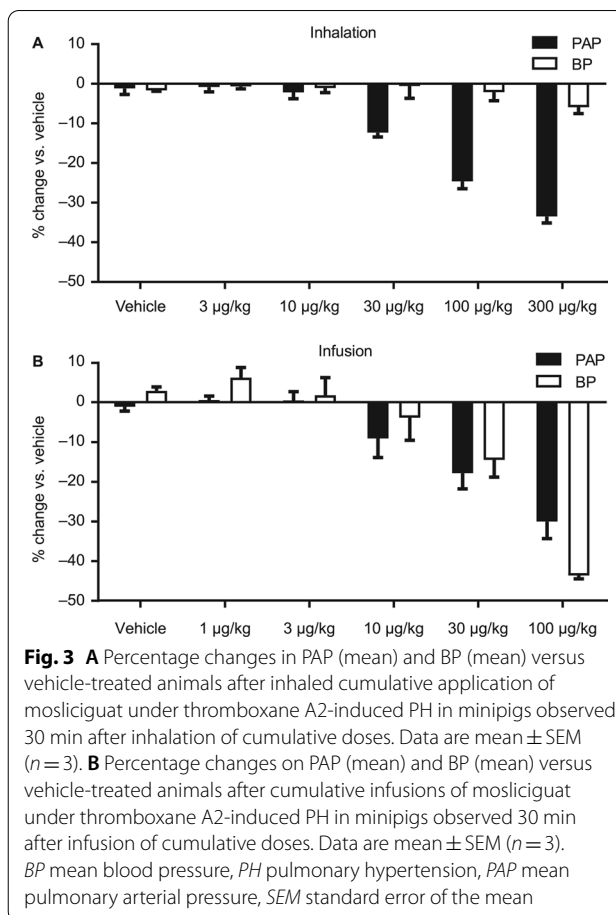 A
Inhalation
PAP
BP
% change vs. vehicle
10
0
–10
–20
–30
–40
–50
Vehicle 3 µg/kg 10 µg/kg 30 µg/kg 100 µg/kg 300 µg/kg
B
Infusion
PAP
BP
% change vs. vehicle
10
0
–10
–20
–30
–40
–50
Vehicle 1 µg/kg 3 µg/kg 10 µg/kg 30 µg/kg 100 µg/kg
Fig. 3 A Percentage changes in PAP (mean) and BP (mean) versus
vehicle-treated animals after inhaled cumulative application of
mosliciguat under thromboxane A2-induced PH in minipigs observed
30 min after inhalation of cumulative doses. Data are mean ± SEM
(n = 3). B Percentage changes on PAP (mean) and BP (mean) versus
vehicle-treated animals after cumulative infusions of mosliciguat
under thromboxane A2-induced PH in minipigs observed 30 min
after infusion of cumulative doses. Data are mean ± SEM (n = 3).
BP mean blood pressure, PH pulmonary hypertension, PAP mean
pulmonary arterial pressure, SEM standard error of the mean